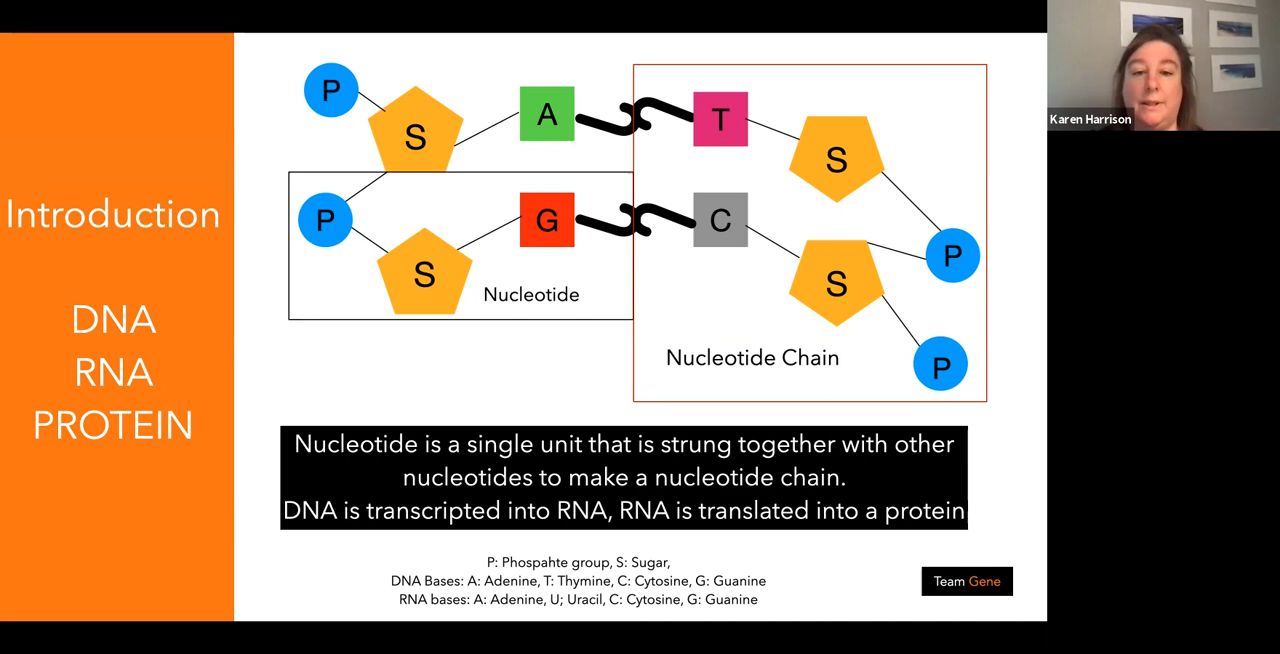 Introduction
DNA
RNA
PROTEIN
P
S
A
T
S
P
S
G
C
S
P
P
Nucleotide
Nucleotide Chain
Nucleotide is a single unit that is strung together with other
nucleotides to make a nucleotide chain.
DNA is transcripted into RNA, RNA is translated into a protein
P: Phospahte group, S: Sugar,
DNA Bases: A: Adenine, T: Thymine, C: Cytosine, G: Guanine
RNA bases: A: Adenine, U; Uracil, C: Cytosine, G: Guanine
Team Gene
Karen Harrison